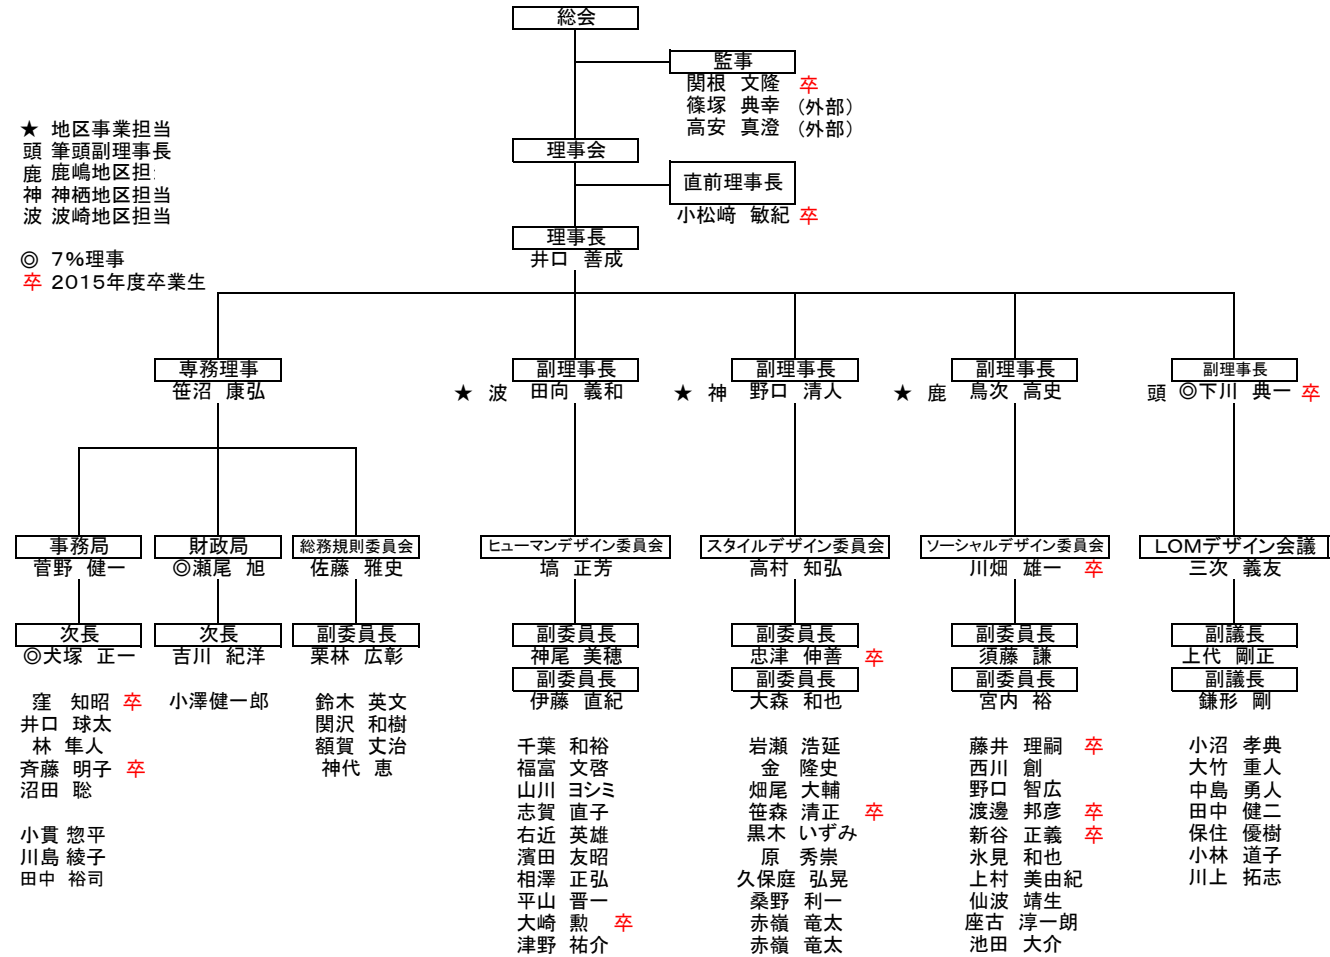 総会
監事
関根 文隆 卒
篠塚 典幸 (外部)
高安 真澄 (外部)
★ 地区事業担当
頭 筆頭副理事長
鹿 鹿嶋地区担
神 神栖地区担当
波 波崎地区担当
◎ 7%理事
卒 2015年度卒業生
理事会
直前理事長
小松﨑 敏紀 卒
理事長
井口 善成
専務理事
笹沼 康弘
副理事長
★ 波 田向 義和
副理事長
★ 神 野口 清人
副理事長
★ 鹿 鳥次 高史
副理事長
頭 ◎下川 典一 卒
事務局
菅野 健一
次長
◎犬塚 正一
窪 知昭 卒
井口 球太
林 隼人
斉藤 明子 卒
沼田 聡
小貫 惣平
川島 綾子
田中 裕司
財政局
◎瀬尾 旭
次長
吉川 紀洋
小澤健一郎
総務規則委員会
佐藤 雅史
副委員長
栗林 広彰
鈴木 英文
関沢 和樹
額賀 丈治
神代 恵
ヒューマンデザイン委員会
塙 正芳
副委員長
神尾 美穂
副委員長
伊藤 直紀
千葉 和裕
福富 文啓
山川 ヨシミ
志賀 直子
右近 英雄
濱田 友昭
相澤 正弘
平山 晋一
大崎 勲 卒
津野 祐介
スタイルデザイン委員会
高村 知弘
副委員長
忠津 伸善 卒
副委員長
大森 和也
岩瀬 浩延
金 隆史
畑尾 大輔
笹森 清正 卒
黒木 いずみ
原 秀崇
久保庭 弘晃
桑野 利一
赤嶺 竜太
赤嶺 竜太
ソーシャルデザイン委員会
川畑 雄一 卒
副委員長
須藤 謙
副委員長
宮内 裕
藤井 理嗣 卒
西川 創
野口 智広
渡邊 邦彦 卒
新谷 正義 卒
氷見 和也
上村 美由紀
仙波 靖生
座古 淳一朗
池田 大介
LOMデザイン会議
三次 義友
副議長
上代 剛正
副議長
鎌形 剛
小沼 孝典
大竹 重人
中島 勇人
田中 健二
保住 優樹
小林 道子
川上 拓志